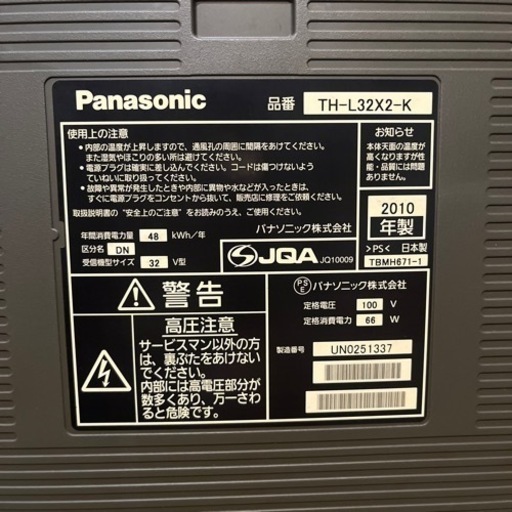 Panasonic 品番 TH-L32X2-K
使用上の注意
・内部の温度が上昇しますので、通風孔の周囲に間隔をあけてください。
また湿気やほこりの多い所は避けてください。
・電源プラグは確実に差し込んでください。コードは傷つけないよう
ていねいに取り扱ってください。
・故障や異常が発生したときや内部に異物や水などが入ったときは、
すぐに電源プラグをコンセントから抜いて、販売店に修理をご依頼ください。
取扱説明書の"安全上のご注意"をお読みのうえ、ご使用ください。
お知らせ
本体天面の温度が
高くなりますが性
能・品質には問題
ありません。
年間消費電力量 48 kWh/年
区分名 DN
受信機型サイズ 32 V型
パナソニック株式会社
JQA JQ10009
2010
年製
>PS< 日本製
TBMH671-1
警告
高圧注意
サービスマン以外の方
は、裏ぶたをあけない
でください。
内部には高電圧部分が
数多くあり、万一さわ
ると危険です。
PSE パナソニック株式会社
定格電圧 100 V
定格消費電力 66 W
製造番号 UN0251337